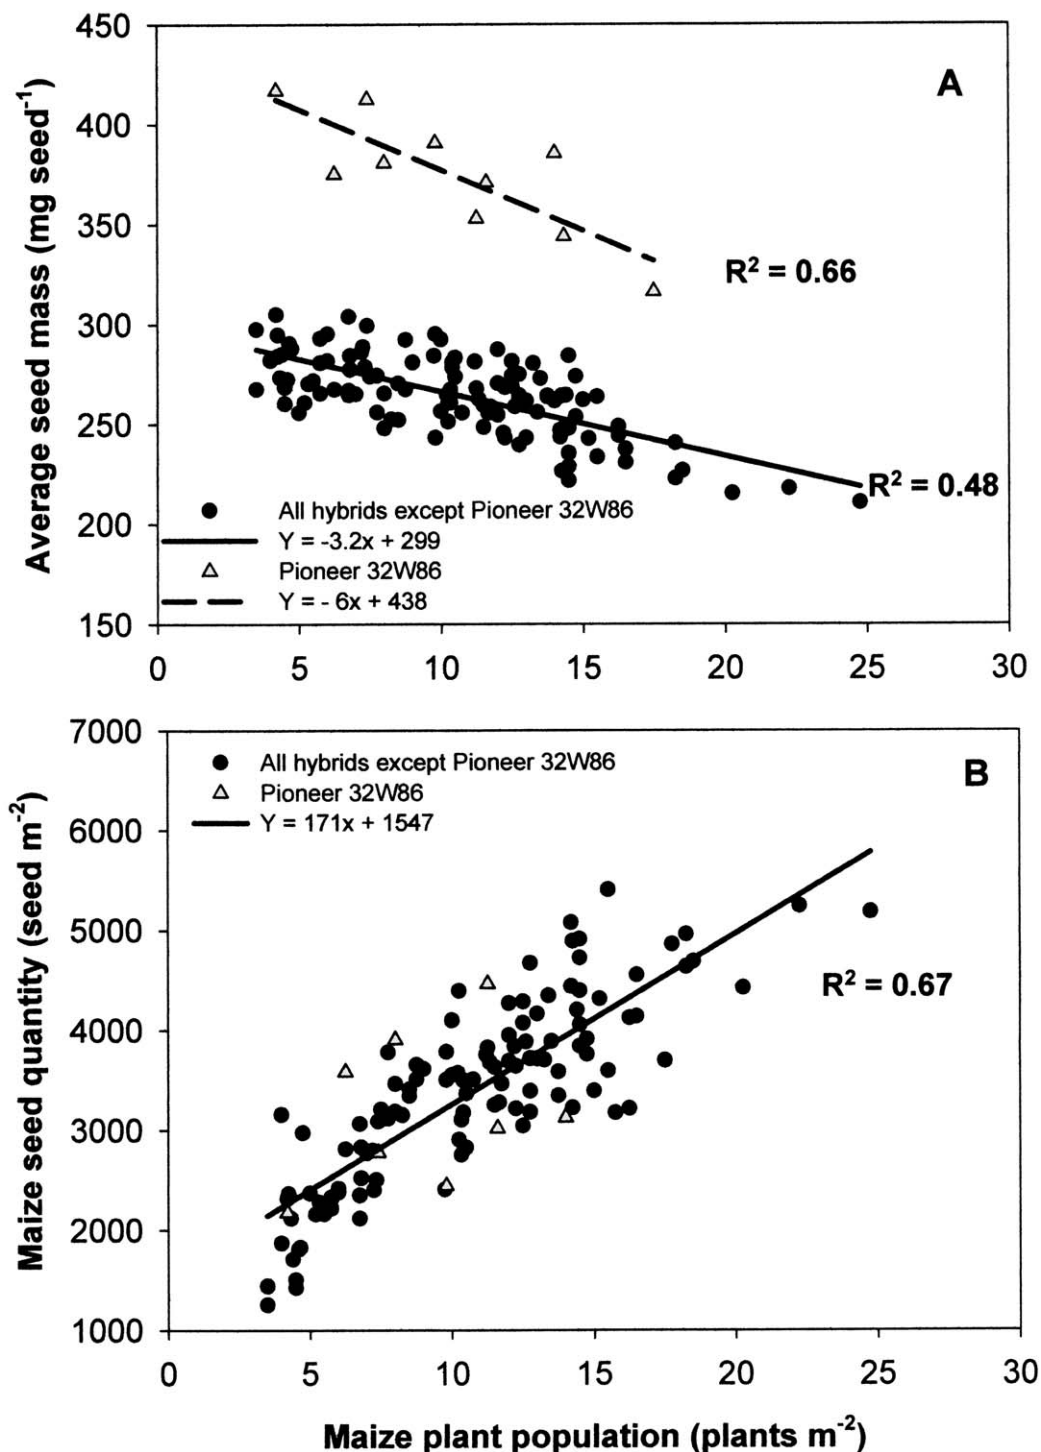 450
400
350
300
250
200
150
Average seed mass (mg seed⁻¹)
A
R² = 0.66
R² = 0.48
All hybrids except Pioneer 32W86
Y = -3.2x + 299
Pioneer 32W86
Y = - 6x + 438
0 5 10 15 20 25 30
7000
6000
5000
4000
3000
2000
1000
Maize seed quantity (seed m⁻²)
B
All hybrids except Pioneer 32W86
Pioneer 32W86
Y = 171x + 1547
R² = 0.67
0 5 10 15 20 25 30
Maize plant population (plants m⁻²)